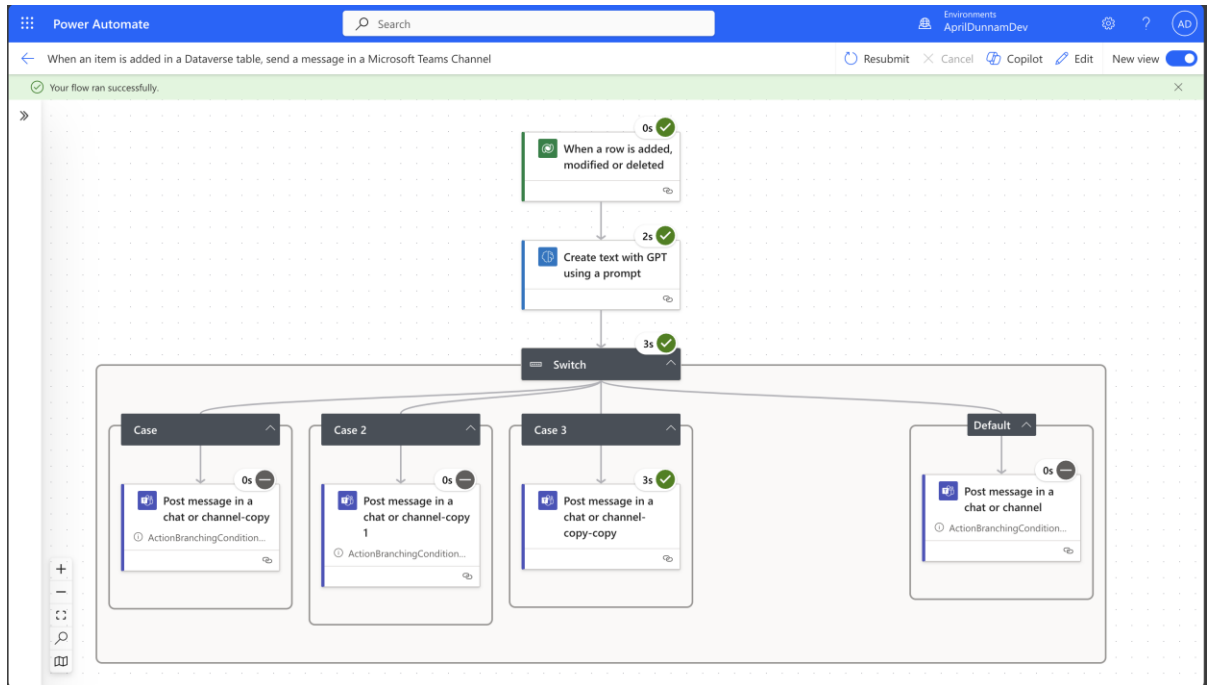 Power Automate
Search
Environments
AprilDunnamDev
?
AD
When an item is added in a Dataverse table, send a message in a Microsoft Teams Channel
Resubmit
Cancel
Copilot
Edit
New view
Your flow ran successfully.
0s
When a row is added,
modified or deleted
2s
Create text with GPT
using a prompt
3s
Switch
Case
0s
Post message in a
chat or channel-copy
ActionBranchingCondition...
Case 2
0s
Post message in a
chat or channel-copy
1
ActionBranchingCondition...
Case 3
3s
Post message in a
chat or channel-
copy-copy
Default
0s
Post message in a
chat or channel
ActionBranchingCondition...